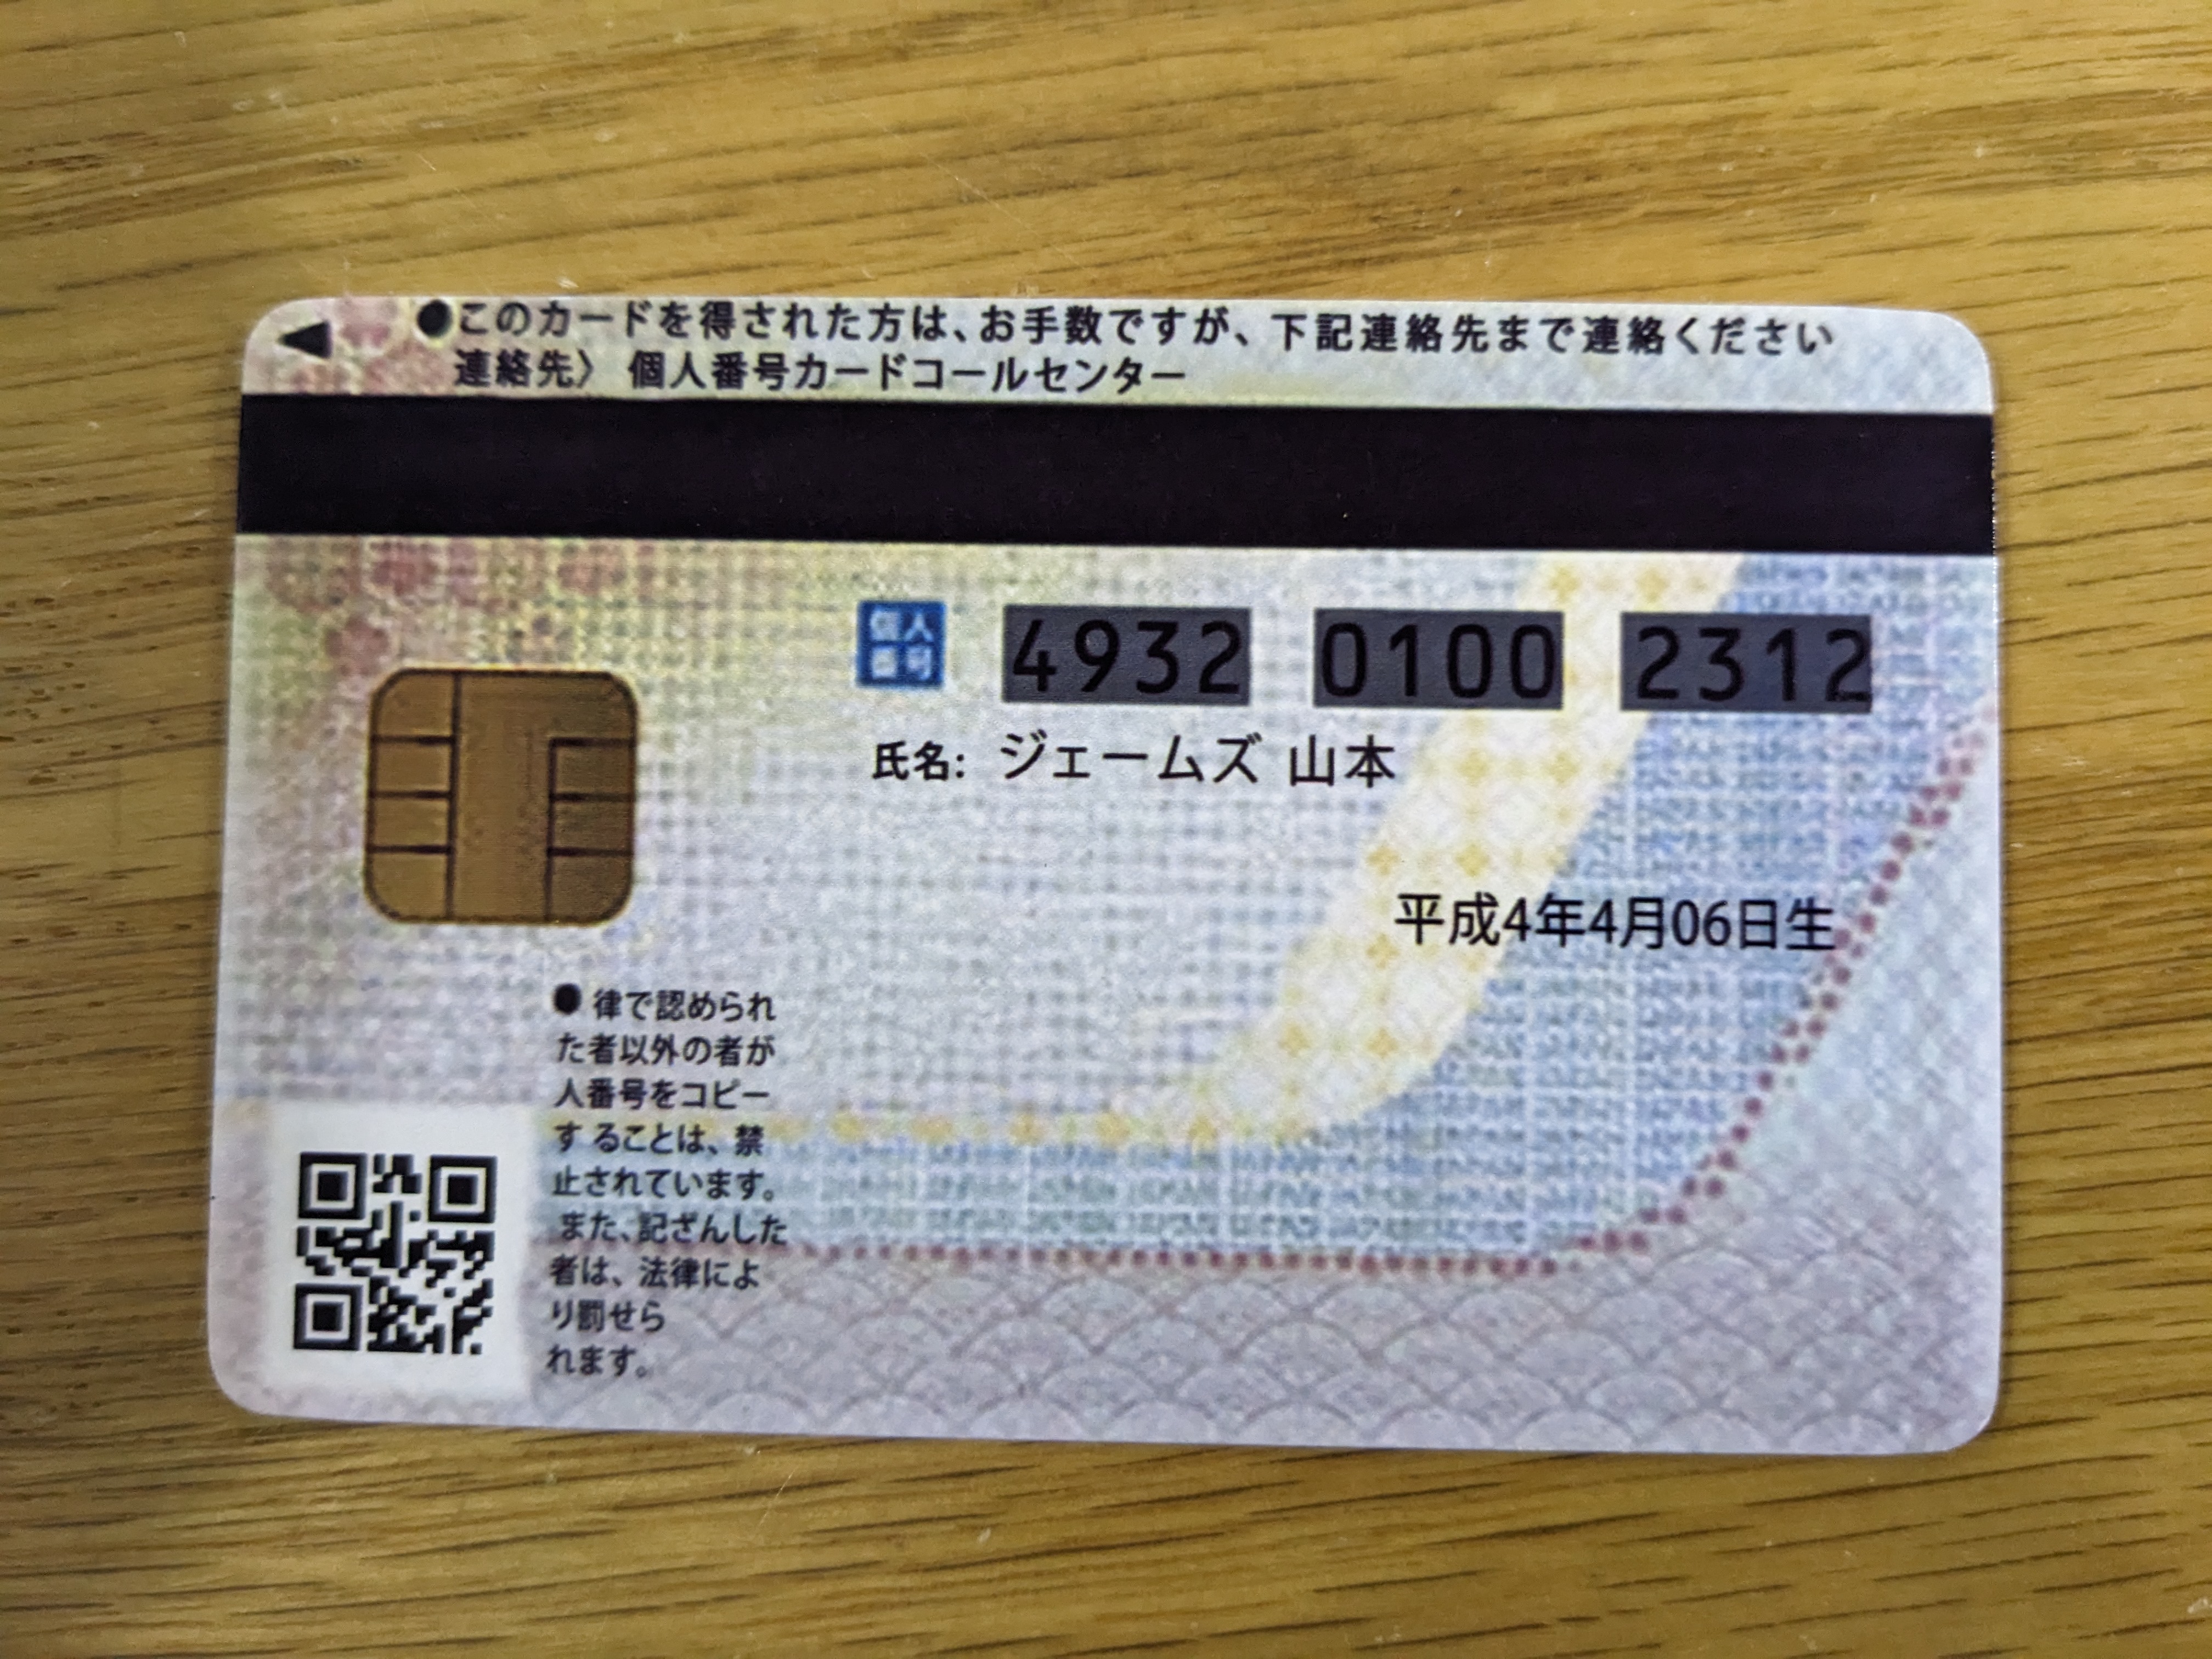 ●このカードを得された方は、お手数ですが、下記連絡先まで連絡ください
連絡先〉 個人番号カードコールセンター
個人番号 4932 0100 2312
氏名: ジェームズ 山本
平成4年4月06日生
● 律で認められ
た者以外の者が
人番号をコピー
することは、禁
止されています。
また、記ざんした
者は、法律によ
り罰せら
れます。